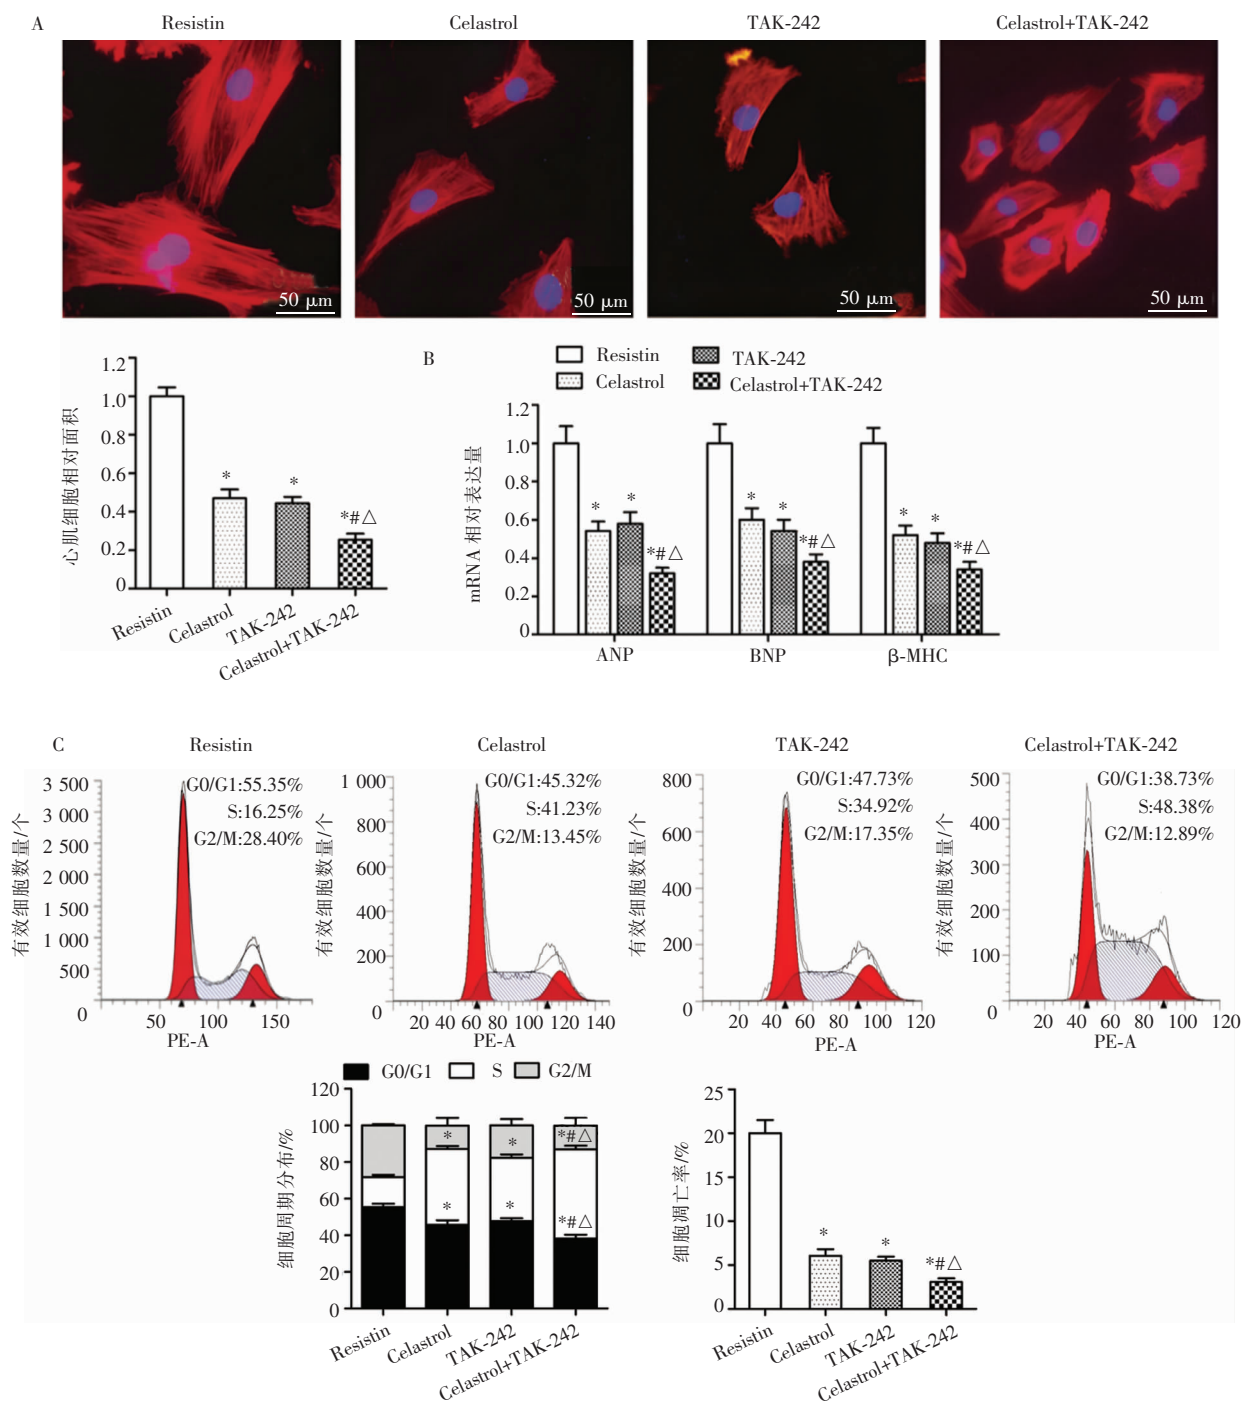 A
Resistin
Celastrol
TAK-242
Celastrol+TAK-242
50 μm
50 μm
50 μm
50 μm
心肌细胞相对面积
1.2
1.0
0.8
0.6
0.4
0.2
0
*
*
*#△
Resistin
Celastrol
TAK-242
Celastrol+TAK-242
B
Resistin
TAK-242
Celastrol
Celastrol+TAK-242
mRNA 相对表达量
1.2
1.0
0.8
0.6
0.4
0.2
0
*
*
*#△
*
*
*#△
*
*
*#△
ANP
BNP
β-MHC
C
Resistin
Celastrol
TAK-242
Celastrol+TAK-242
有效细胞数量/个
3 500
3 000
2 500
2 000
1 500
1 000
500
0
G0/G1:55.35%
S:16.25%
G2/M:28.40%
50
100
150
PE-A
有效细胞数量/个
1 000
800
600
400
200
0
G0/G1:45.32%
S:41.23%
G2/M:13.45%
20 40 60 80 100 120 140
PE-A
有效细胞数量/个
800
600
400
200
0
G0/G1:47.73%
S:34.92%
G2/M:17.35%
20 40 60 80 100 120
PE-A
有效细胞数量/个
500
400
300
200
100
0
G0/G1:38.73%
S:48.38%
G2/M:12.89%
20 40 60 80 100 120
PE-A
G0/G1
S
G2/M
细胞周期分布/%
120
100
80
60
40
20
0
*
*
*#△
*
*
*#△
Resistin
Celastrol
TAK-242
Celastrol+TAK-242
细胞凋亡率/%
25
20
15
10
5
0
*
*
*#△
Resistin
Celastrol
TAK-242
Celastrol+TAK-242